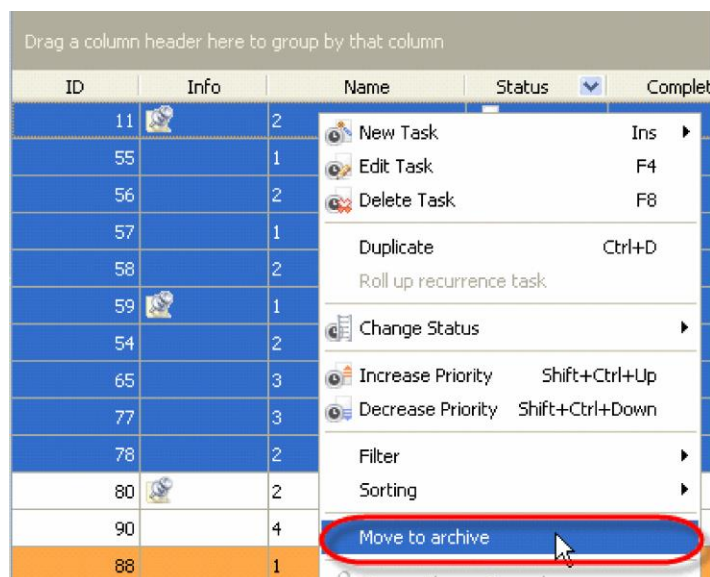 Drag a column header here to group by that column
ID Info Name Status Complet
11 2
55 1
56 2
57 1
58 2
59 1
54 2
65 3
77 3
78 2
80 2
90 4
88 1
New Task Ins
Edit Task F4
Delete Task F8
Duplicate Ctrl+D
Roll up recurrence task
Change Status
Increase Priority Shift+Ctrl+Up
Decrease Priority Shift+Ctrl+Down
Filter
Sorting
Move to archive